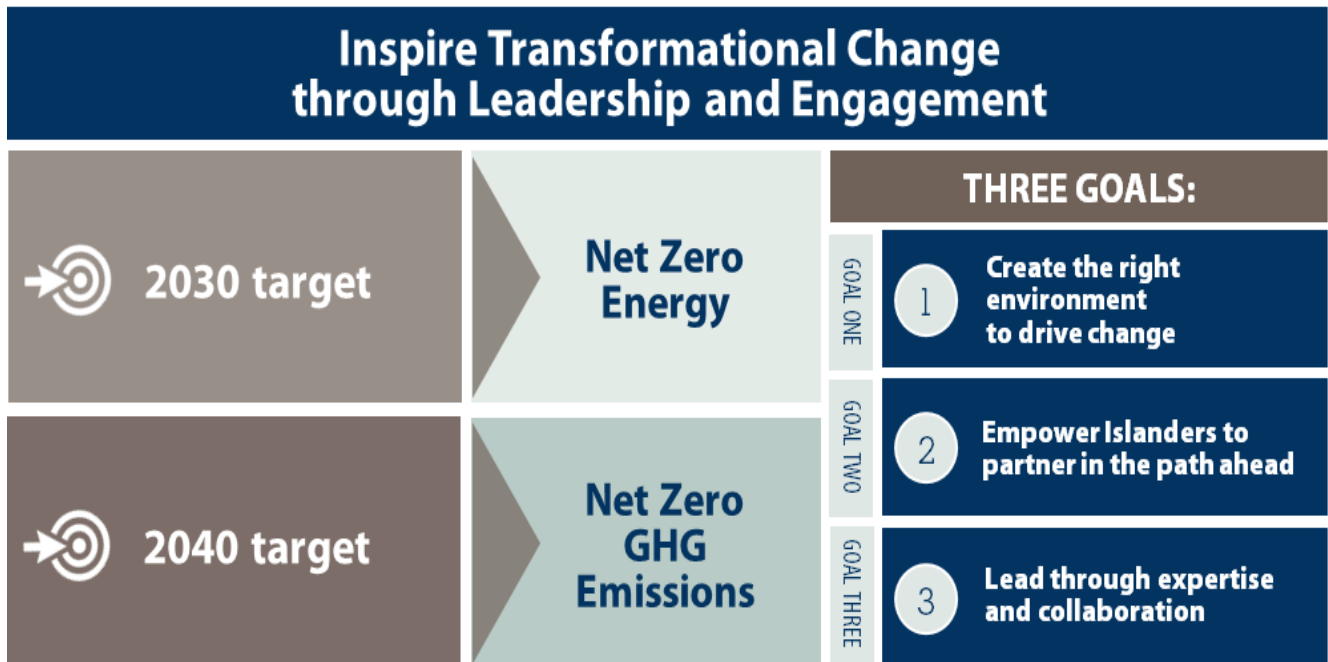 Inspire Transformational Change
through Leadership and Engagement
2030 target
Net Zero
Energy
2040 target
Net Zero
GHG
Emissions
THREE GOALS:
GOAL ONE
1
Create the right
environment
to drive change
GOAL TWO
2
Empower Islanders to
partner in the path ahead
GOAL THREE
3
Lead through expertise
and collaboration